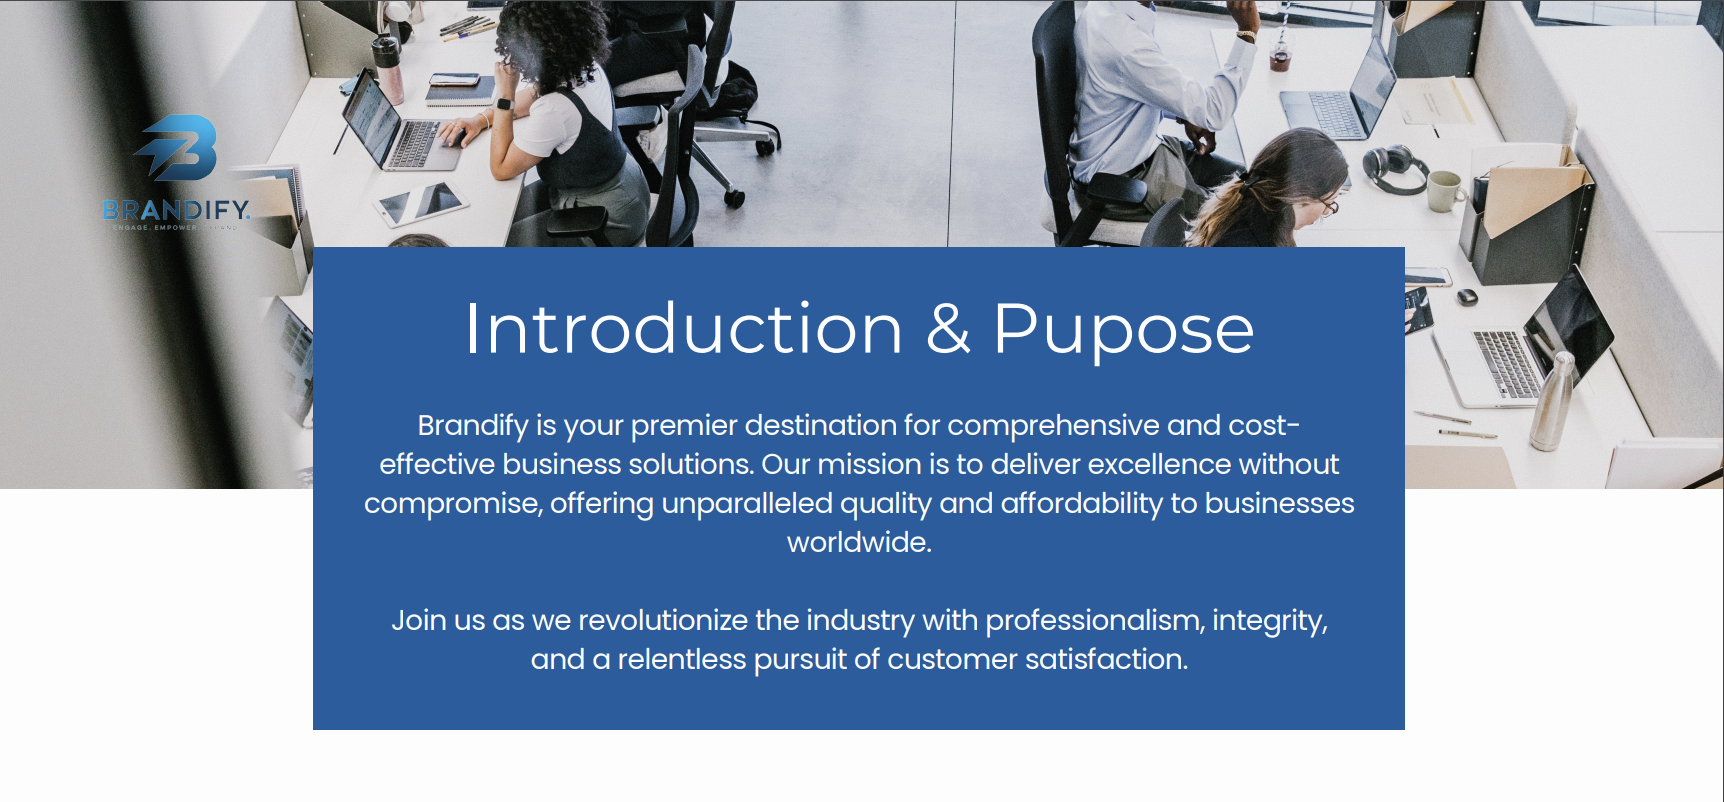 BRANDIFY.
ENGAGE. EMPOWER.
Introduction & Pupose
Brandify is your premier destination for comprehensive and cost-
effective business solutions. Our mission is to deliver excellence without
compromise, offering unparalleled quality and affordability to businesses
worldwide.
Join us as we revolutionize the industry with professionalism, integrity,
and a relentless pursuit of customer satisfaction.